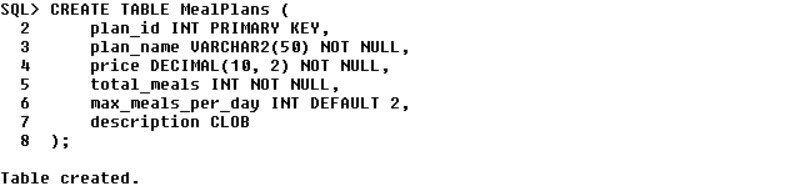 SQL> CREATE TABLE MealPlans (
  2      plan_id INT PRIMARY KEY,
  3      plan_name VARCHAR2(50) NOT NULL,
  4      price DECIMAL(10, 2) NOT NULL,
  5      total_meals INT NOT NULL,
  6      max_meals_per_day INT DEFAULT 2,
  7      description CLOB
  8  );
Table created.